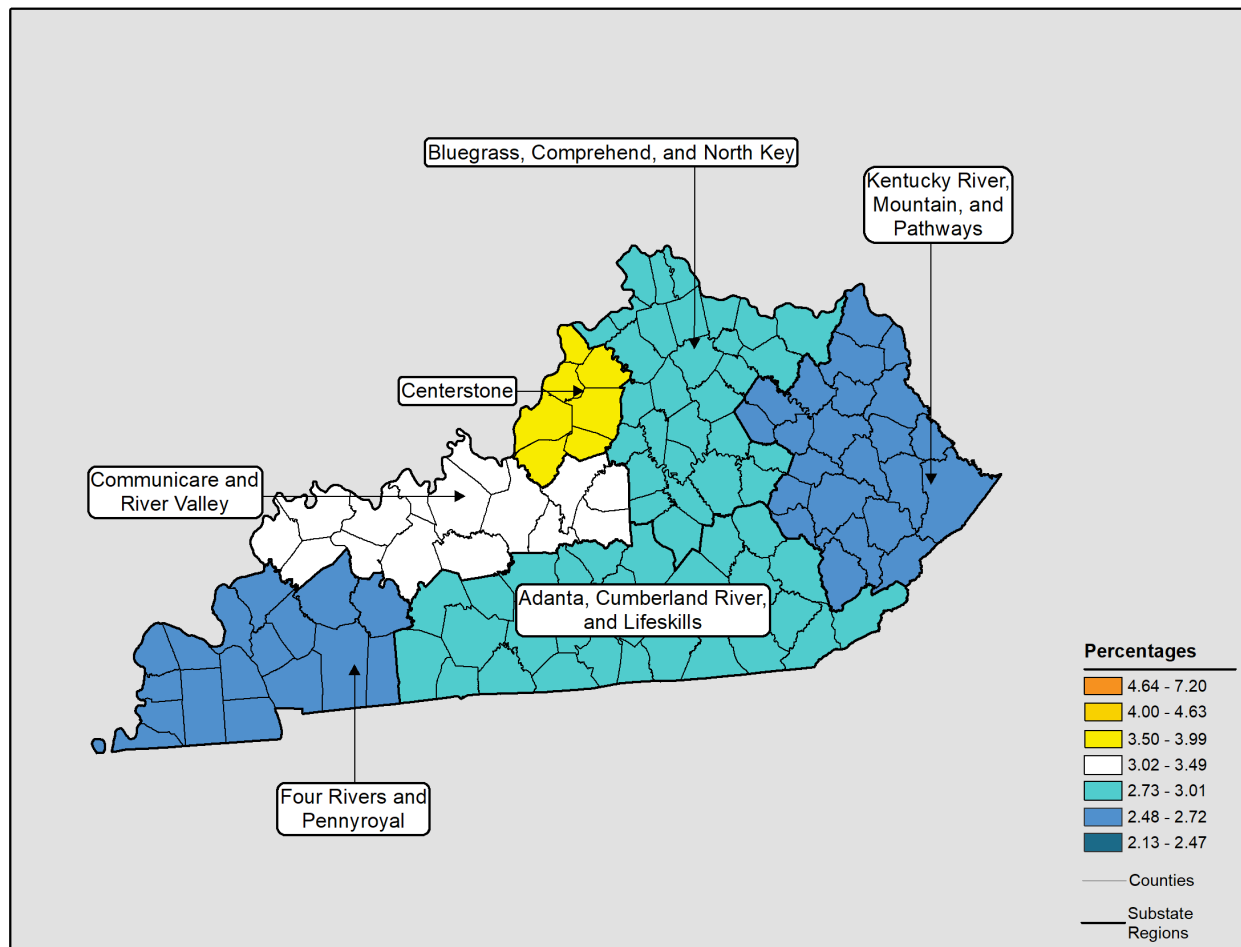 Bluegrass, Comprehend, and North Key
Kentucky River,
Mountain, and
Pathways
Centerstone
Communicare and
River Valley
Adanta, Cumberland River,
and Lifeskills
Four Rivers and
Pennyroyal
Percentages
4.64 - 7.20
4.00 - 4.63
3.50 - 3.99
3.02 - 3.49
2.73 - 3.01
2.48 - 2.72
2.13 - 2.47
Counties
Substate
Regions